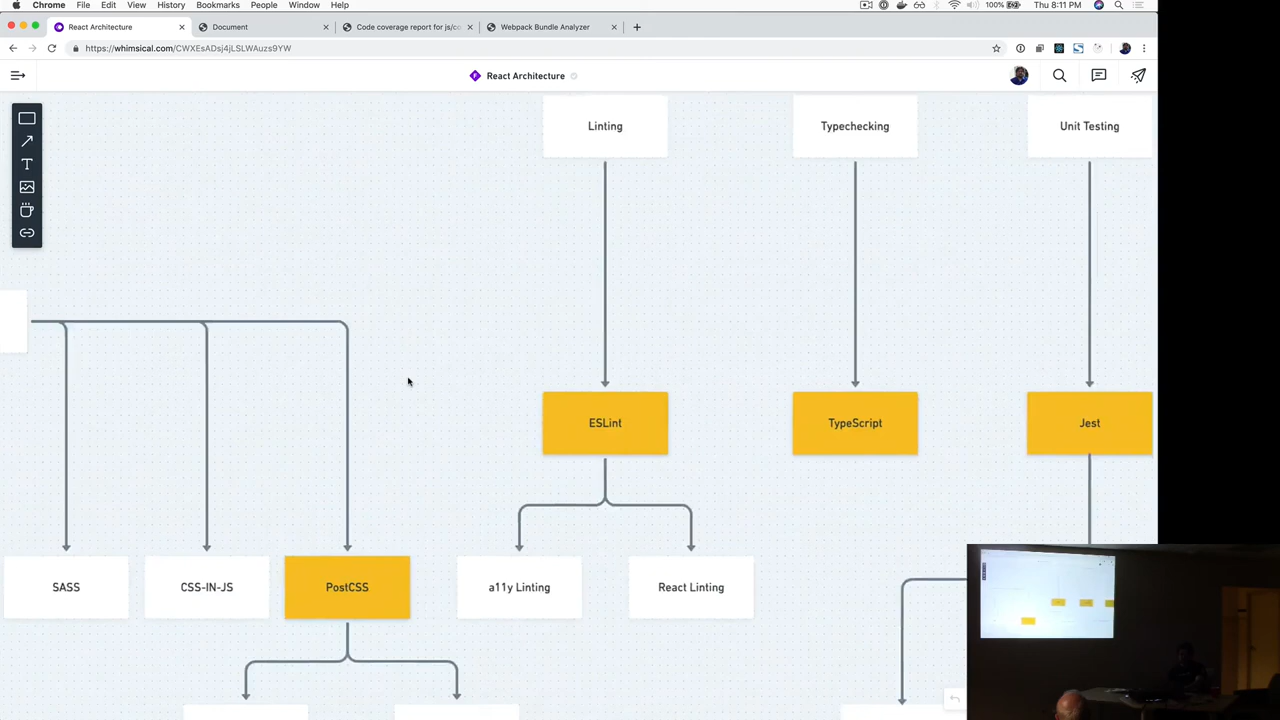 Chrome File Edit View History Bookmarks People Window Help
100% Thu 8:11 PM
React Architecture
Document
Code coverage report for js/co
Webpack Bundle Analyzer
https://whimsical.com/CWXEsADsj4jLSLWAuzs9YW
React Architecture
Linting
Typechecking
Unit Testing
ESLint
TypeScript
Jest
SASS
CSS-IN-JS
PostCSS
a11y Linting
React Linting